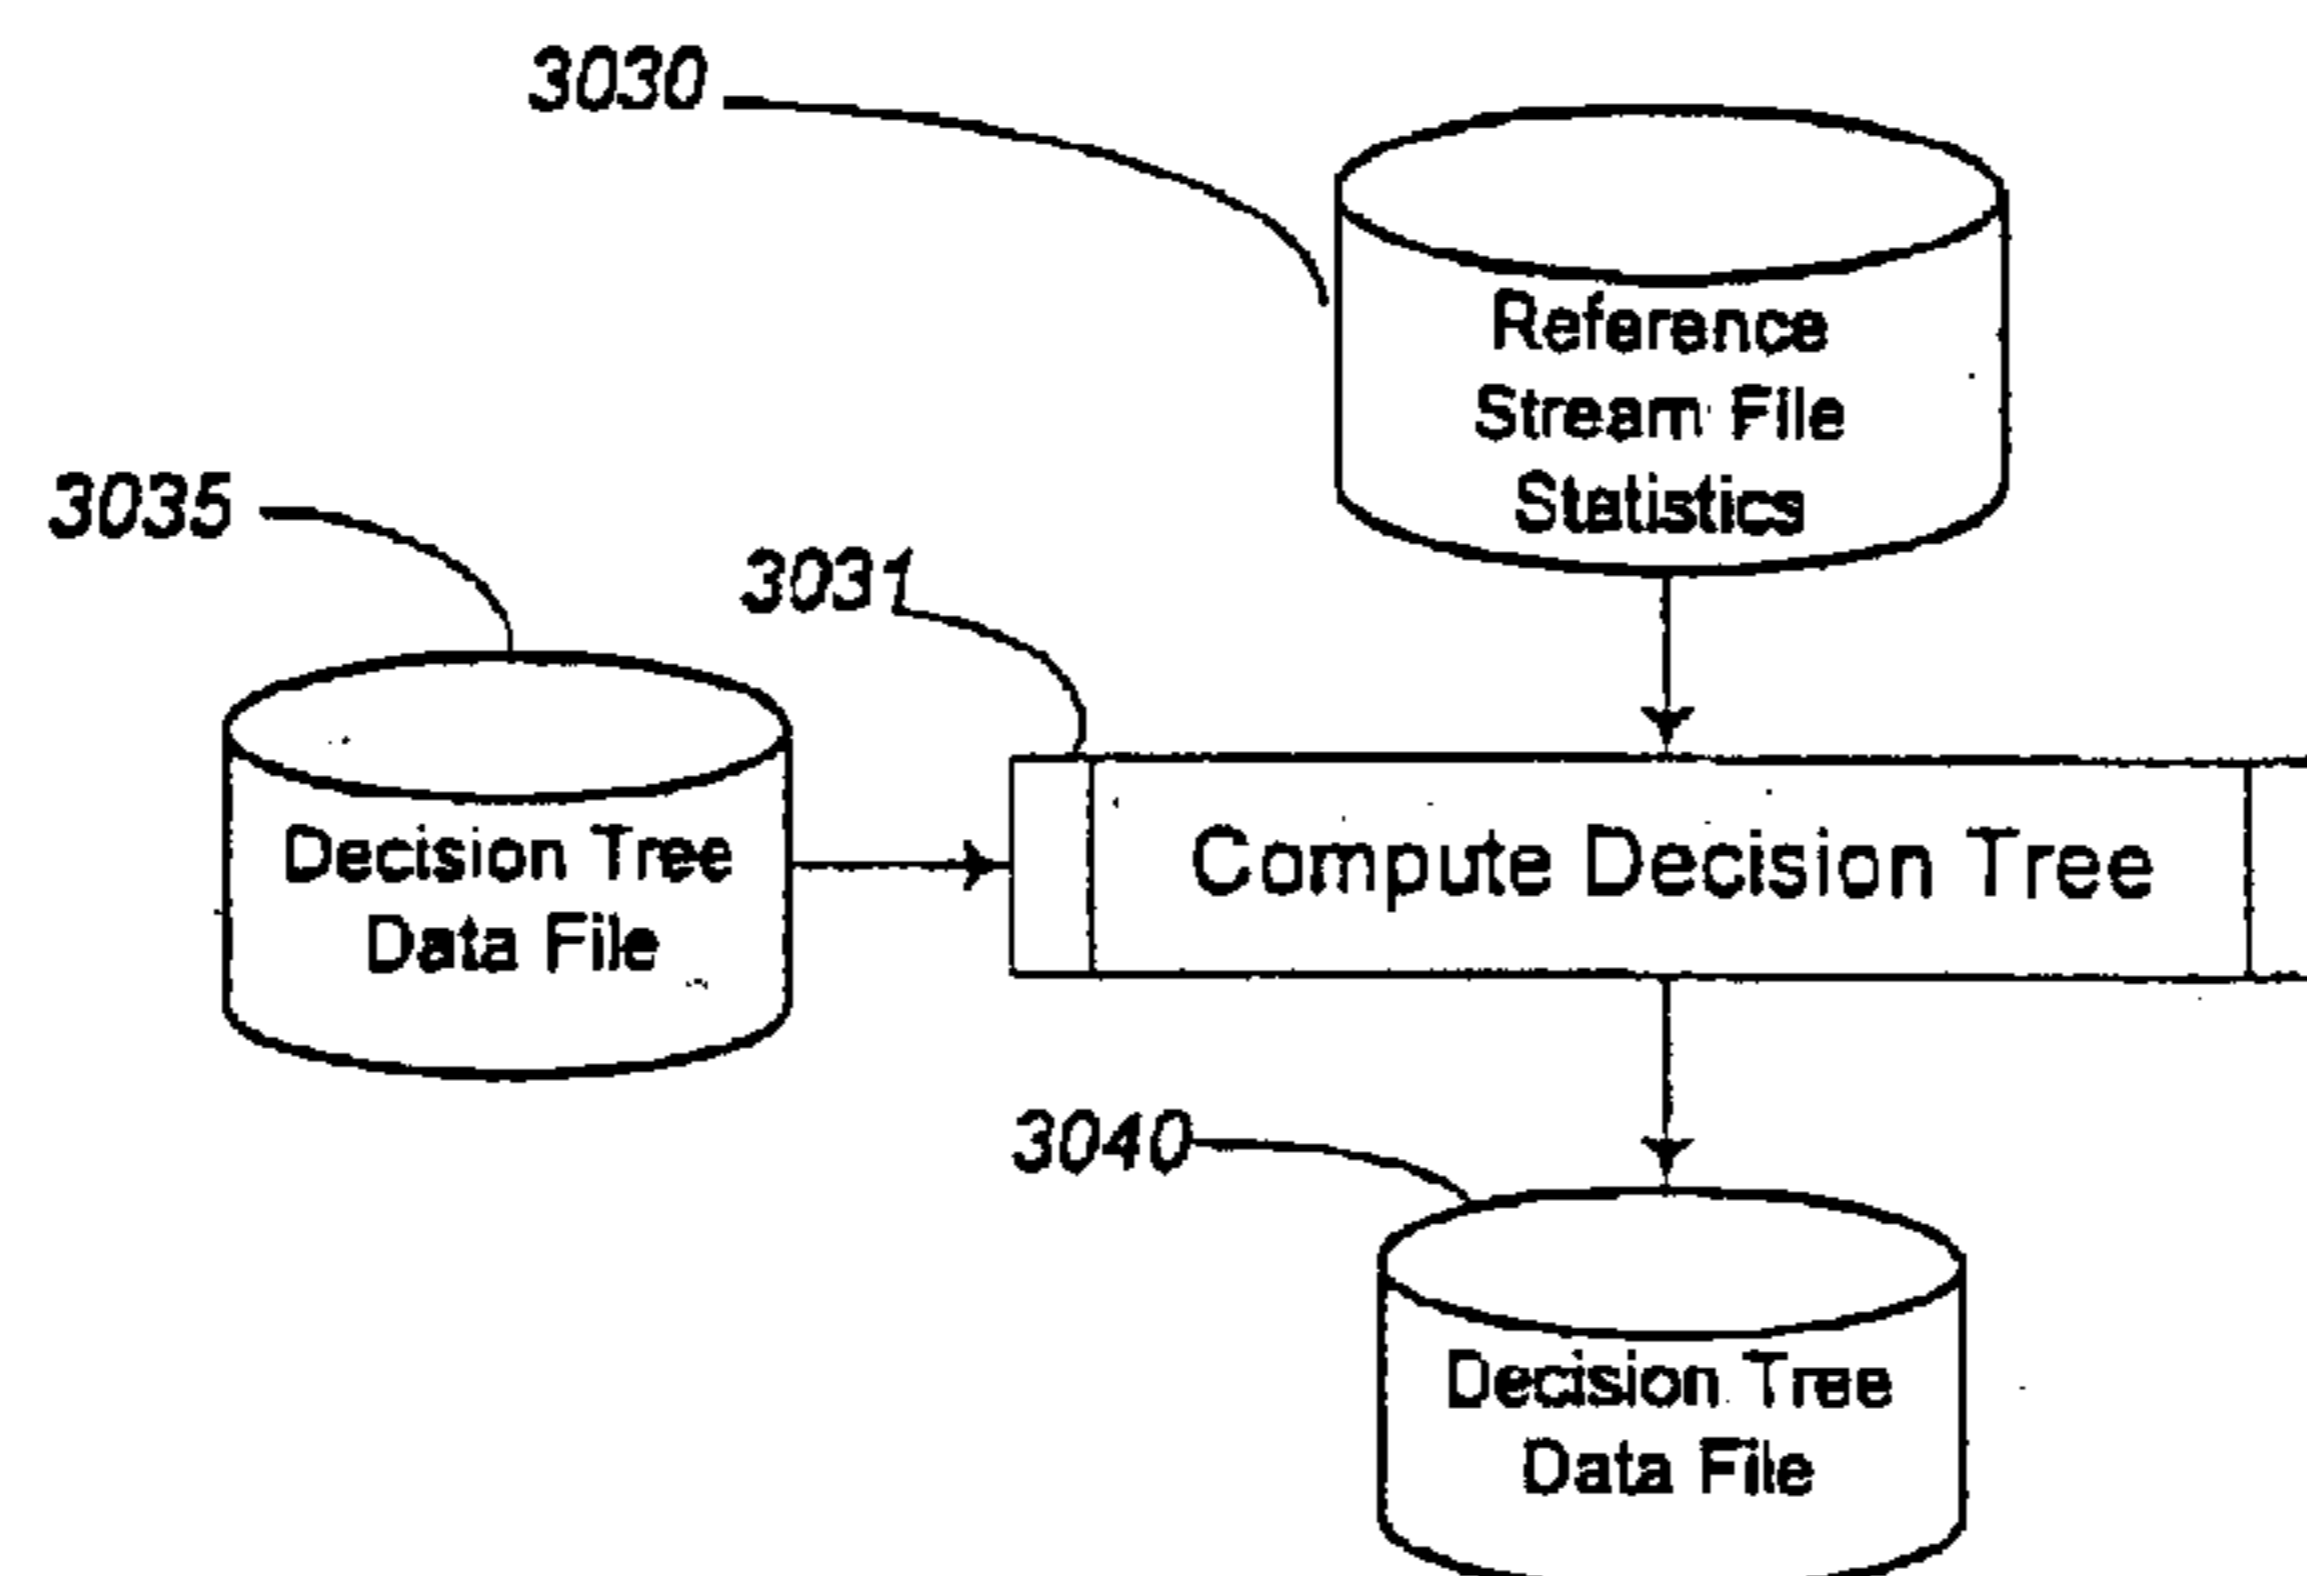 3030
Reference
Stream File
Statistics
3035
3031
Decision Tree
Data File
Compute Decision Tree
3040
Decision Tree
Data File